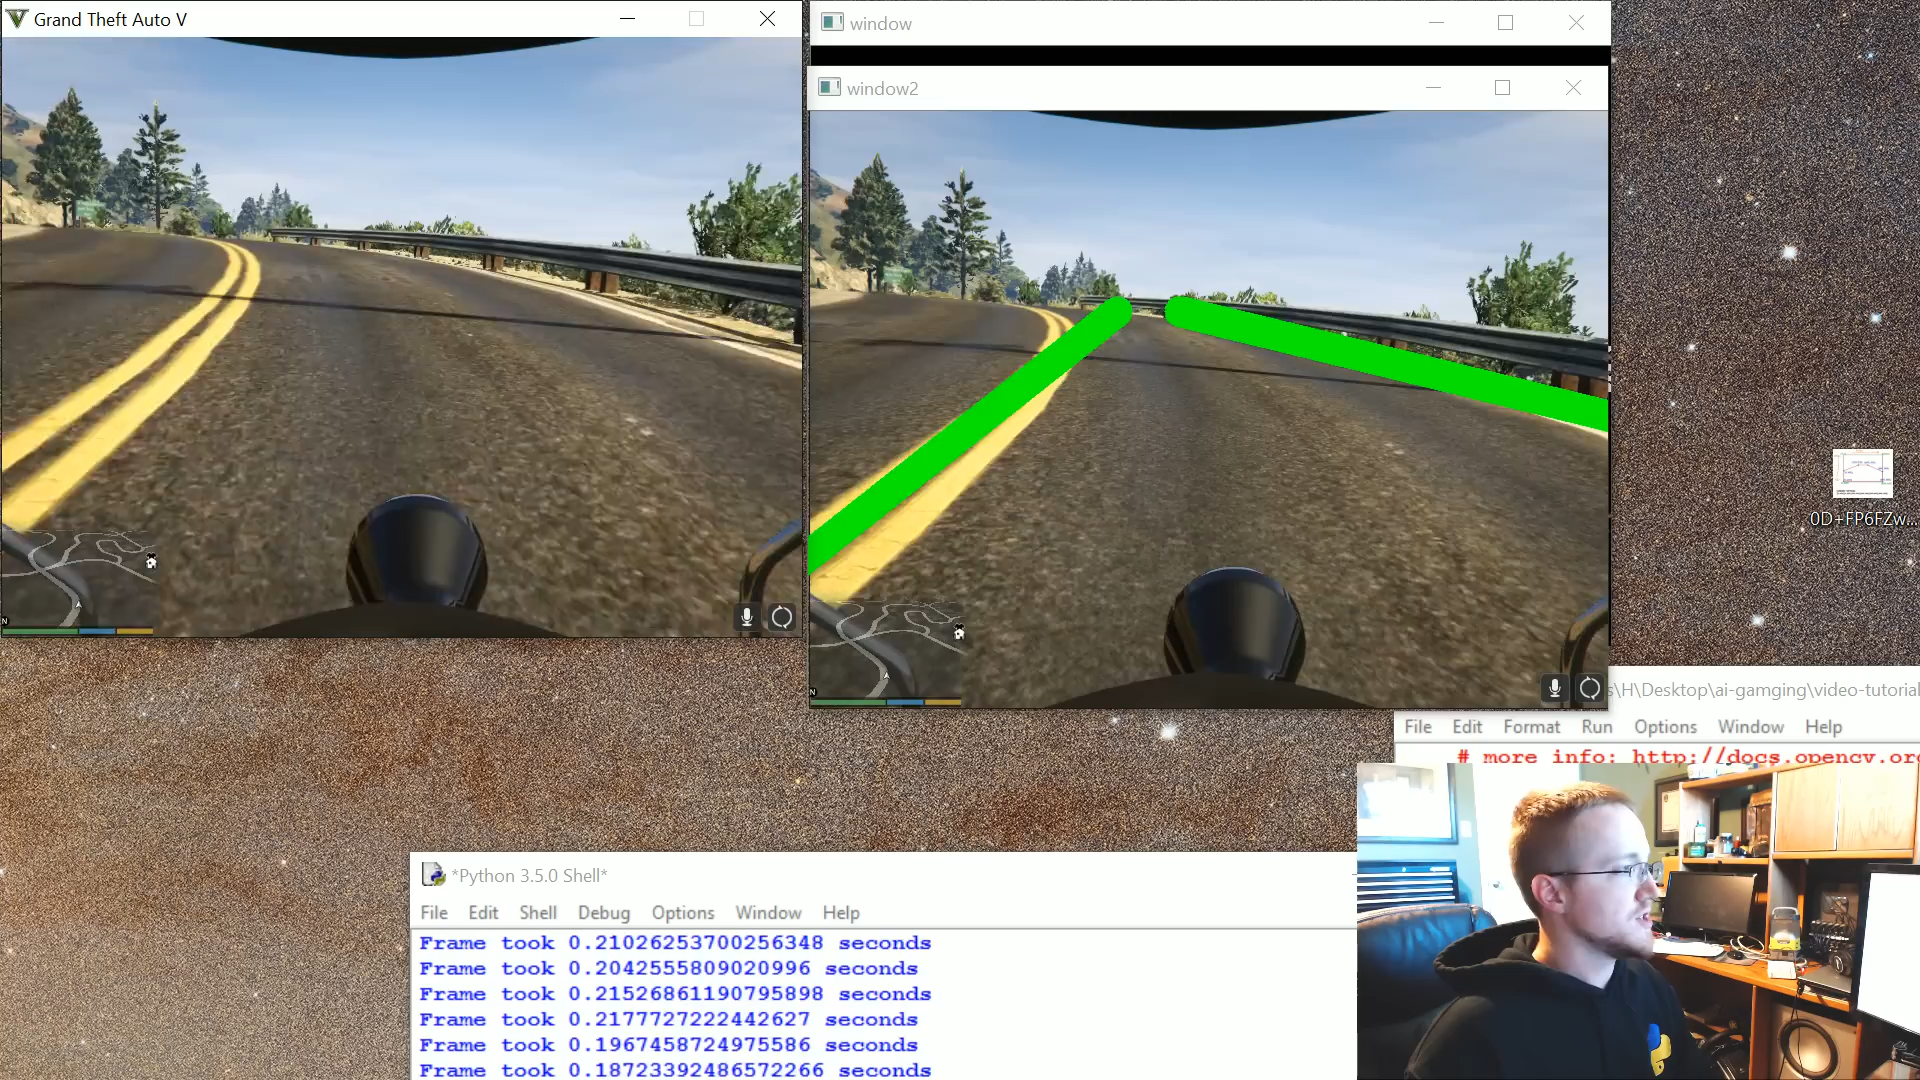 Grand Theft Auto V
window
window2
N
N
0D+FP6FZw...
s\H\Desktop\ai-gamging\video-tutorial
File Edit Format Run Options Window Help
# more info: http://docs.opencv.org
*Python 3.5.0 Shell*
File Edit Shell Debug Options Window Help
Frame took 0.21026253700256348 seconds
Frame took 0.2042555809020996 seconds
Frame took 0.21526861190795898 seconds
Frame took 0.2177727222442627 seconds
Frame took 0.1967458724975586 seconds
Frame took 0.18723392486572266 seconds